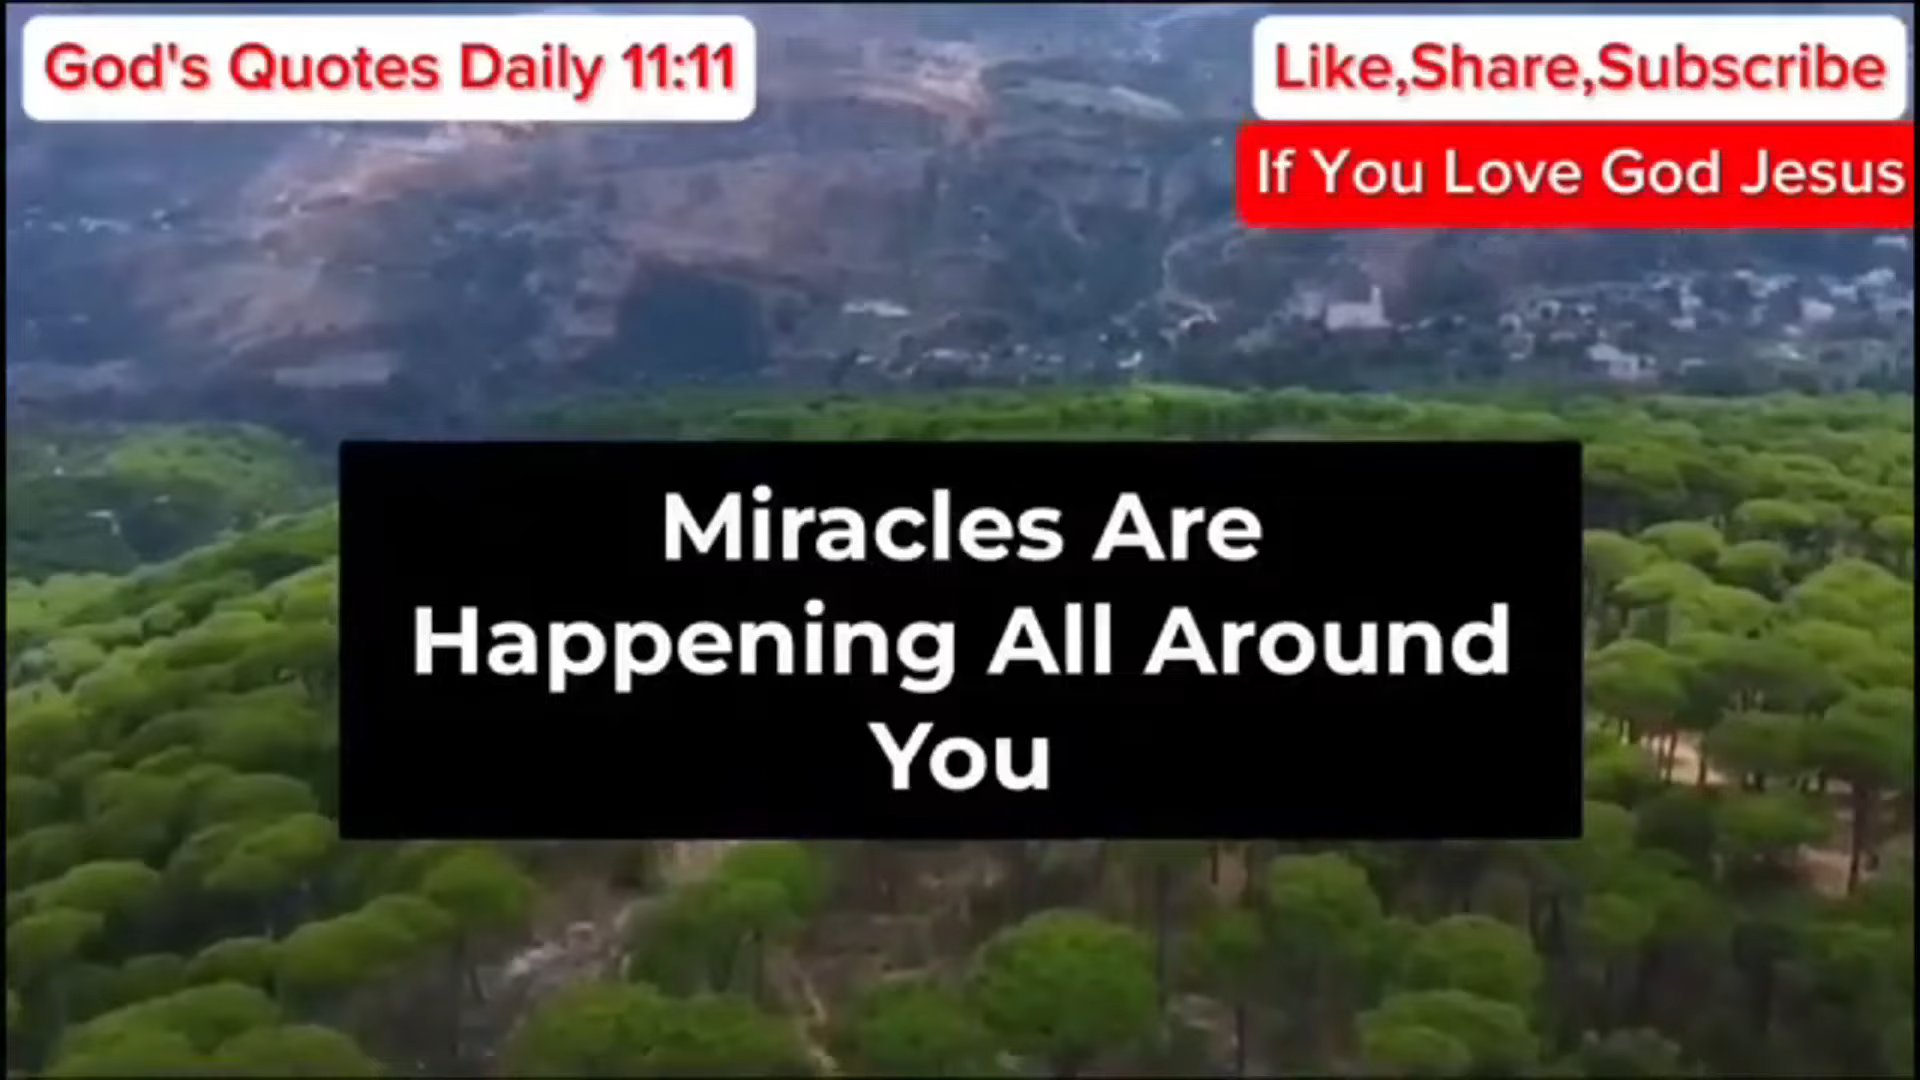 God's Quotes Daily 11:11
Like,Share,Subscribe
If You Love God Jesus
Miracles Are
Happening All Around
You